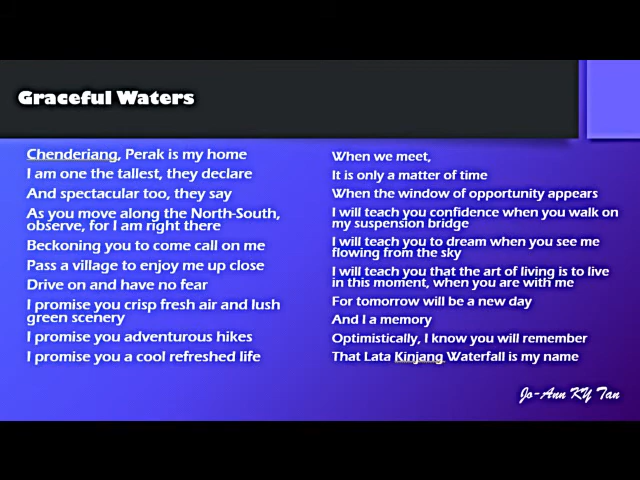 Graceful Waters
Chenderiang, Perak is my home
I am one the tallest, they declare
And spectacular too, they say
As you move along the North-South,
observe, for I am right there
Beckoning you to come call on me
Pass a village to enjoy me up close
Drive on and have no fear
I promise you crisp fresh air and lush
green scenery
I promise you adventurous hikes
I promise you a cool refreshed life
When we meet,
It is only a matter of time
When the window of opportunity appears
I will teach you confidence when you walk on
my suspension bridge
I will teach you to dream when you see me
flowing from the sky
I will teach you that the art of living is to live
in this moment, when you are with me
For tomorrow will be a new day
And I a memory
Optimistically, I know you will remember
That Lata Kinjang Waterfall is my name
Jo-Ann KY Tan